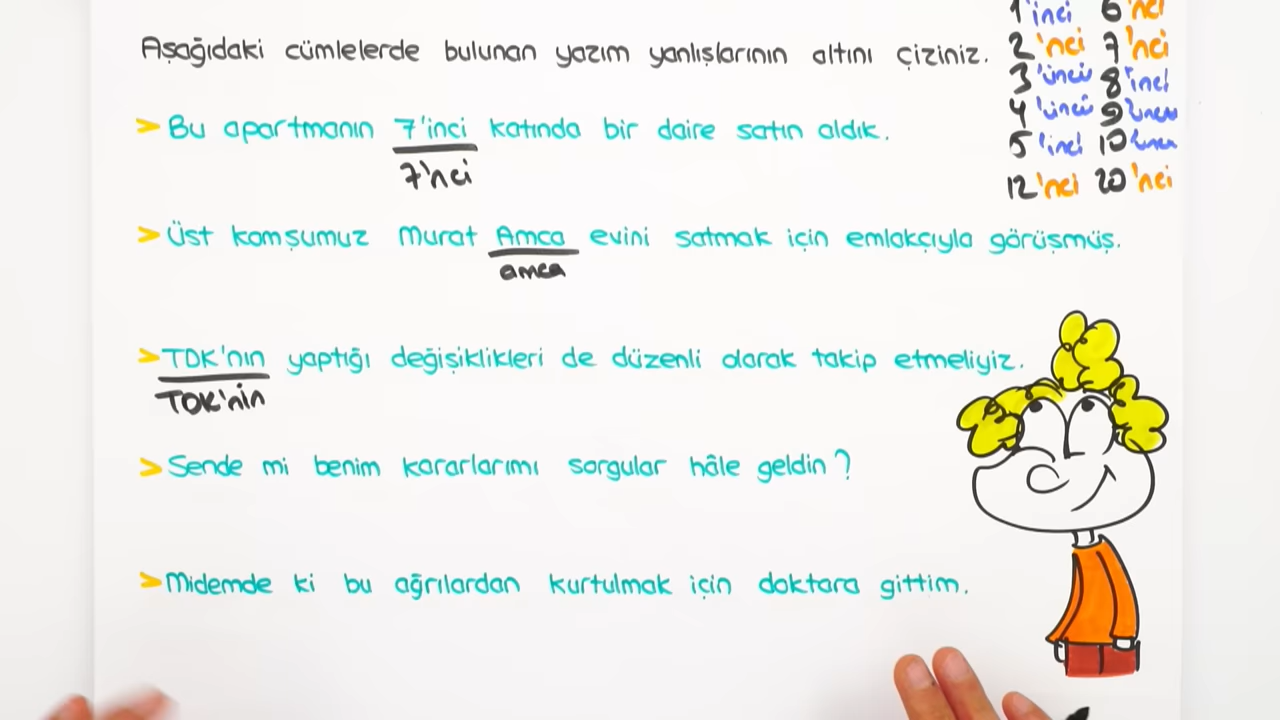 Aşağıdaki cümlelerde bulunan yazım yanlışlarının altını çiziniz.
1'inci 6'ncı
2'nci 7'nci
3'üncü 8'inci
4'üncü 9'uncu
5'inci 10'uncu
12'nci 20'nci
> Bu apartmanın 7'inci katında bir daire satın aldık.
7'nci
> Üst komşumuz Murat Amca evini satmak için emlakçıyla görüşmüş.
amca
> TDK'nın yaptığı değişiklikleri de düzenli olarak takip etmeliyiz.
TDK'nin
> Sende mi benim kararlarımı sorgular hâle geldin?
> Midemde ki bu ağrılardan kurtulmak için doktara gittim.